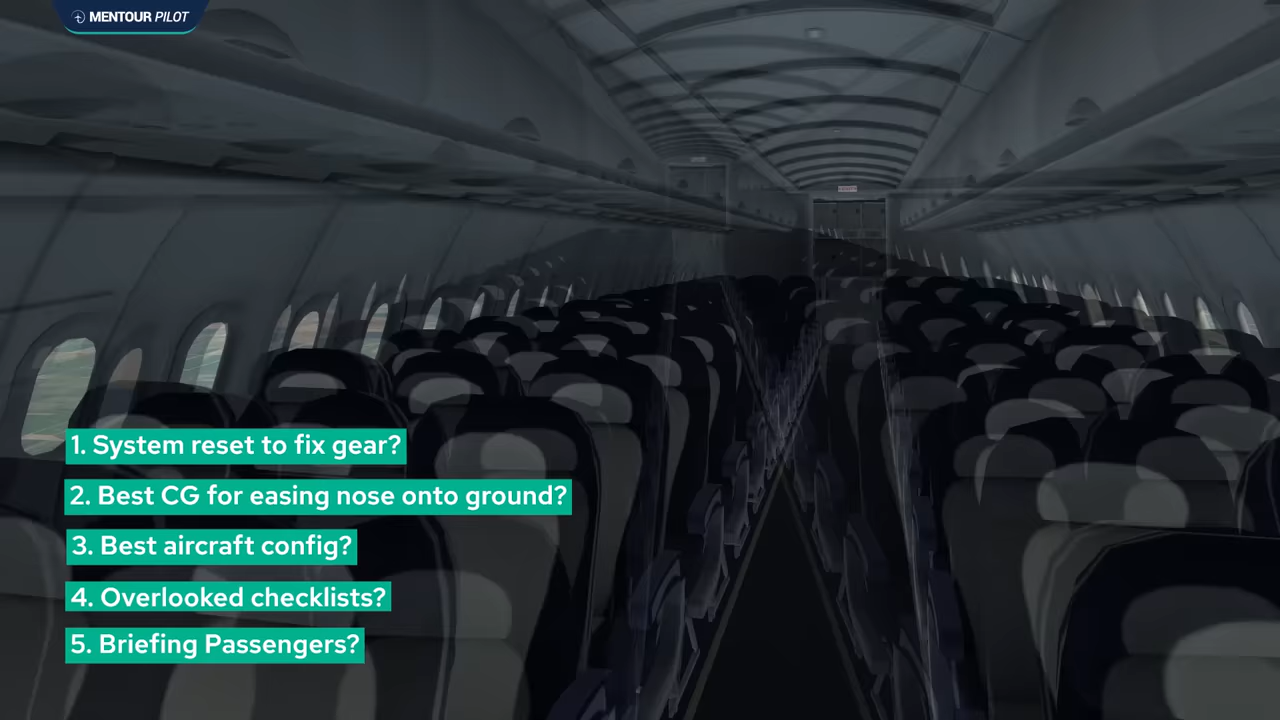 MENTOUR PILOT
1. System reset to fix gear?
2. Best CG for easing nose onto ground?
3. Best aircraft config?
4. Overlooked checklists?
5. Briefing Passengers?